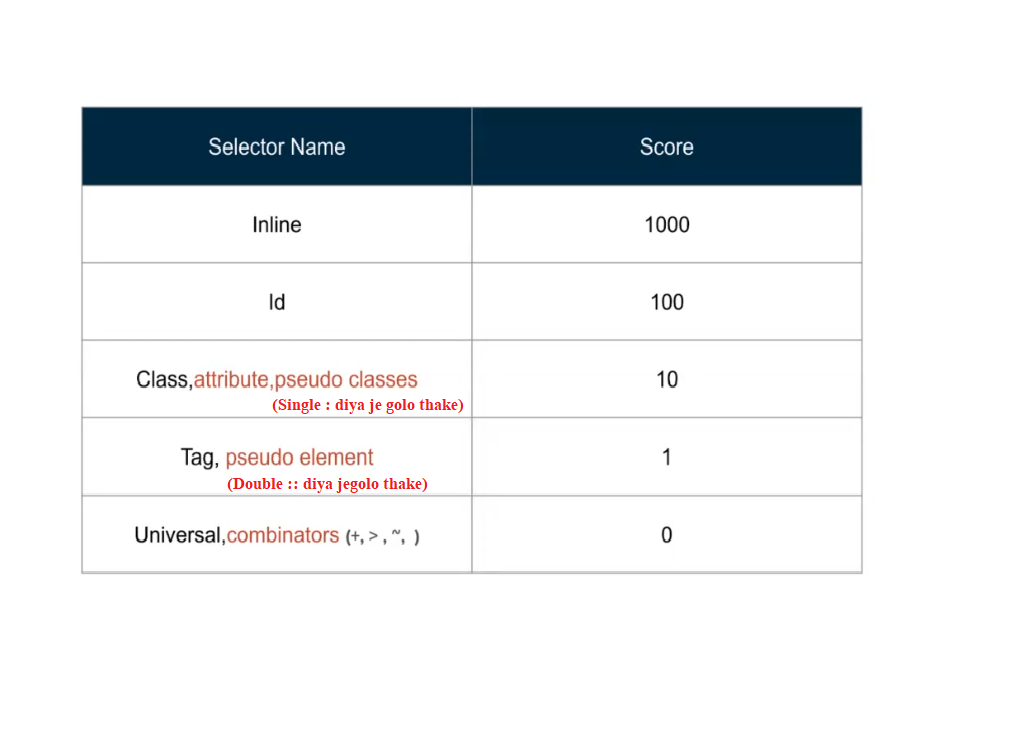 Selector Name
Score
Inline
1000
Id
100
Class,attribute,pseudo classes
(Single : diya je golo thake)
10
Tag, pseudo element
(Double :: diya jegolo thake)
1
Universal,combinators (+, > , ~, )
0